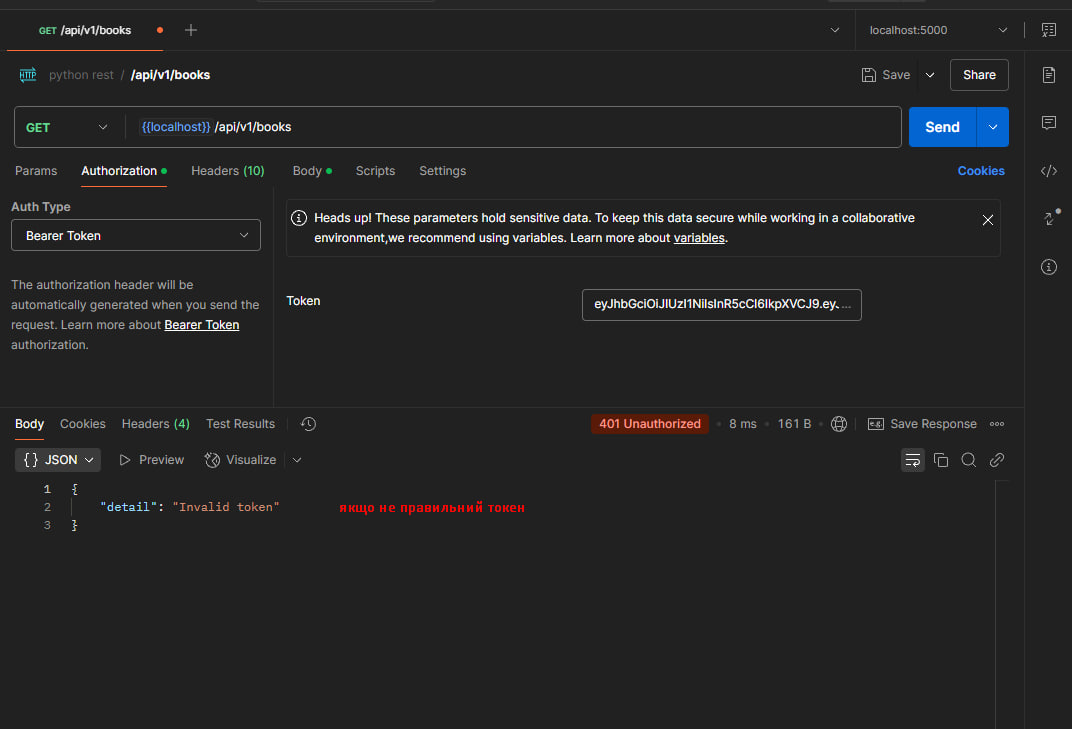 GET /api/v1/books
localhost:5000
HTTP python rest / /api/v1/books
Save
Share
GET
{{localhost}} /api/v1/books
Send
Params Authorization Headers (10) Body Scripts Settings
Cookies
Auth Type
Bearer Token
The authorization header will be
automatically generated when you send the
request. Learn more about Bearer Token
authorization.
Heads up! These parameters hold sensitive data. To keep this data secure while working in a collaborative
environment,we recommend using variables. Learn more about variables.
Token
eyJhbGciOiJIUzI1NiIsInR5cCI6IkpXVCJ9.eyJ ...
Body Cookies Headers (4) Test Results
401 Unauthorized 8 ms 161 B
e.g. Save Response
{} JSON Preview Visualize
1 {
2 "detail": "Invalid token"
якщо не правильний токен
3 }